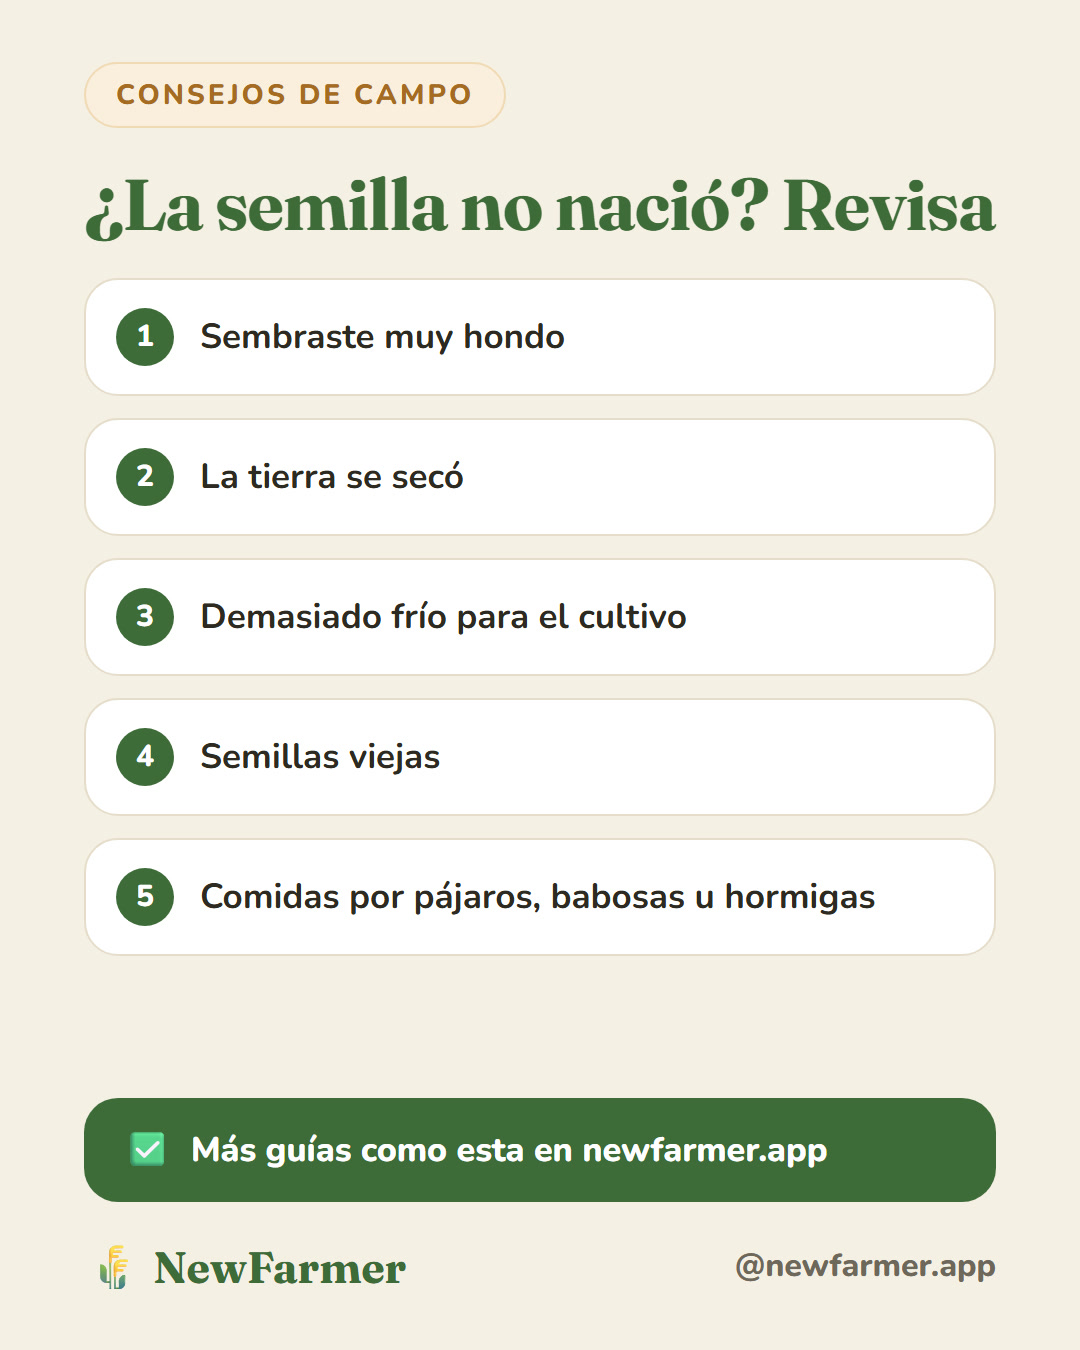 CONSEJOS DE CAMPO
¿La semilla no nació? Revisa
1 Sembraste muy hondo
2 La tierra se secó
3 Demasiado frío para el cultivo
4 Semillas viejas
5 Comidas por pájaros, babosas u hormigas
✅ Más guías como esta en newfarmer.app
NewFarmer
@newfarmer.app